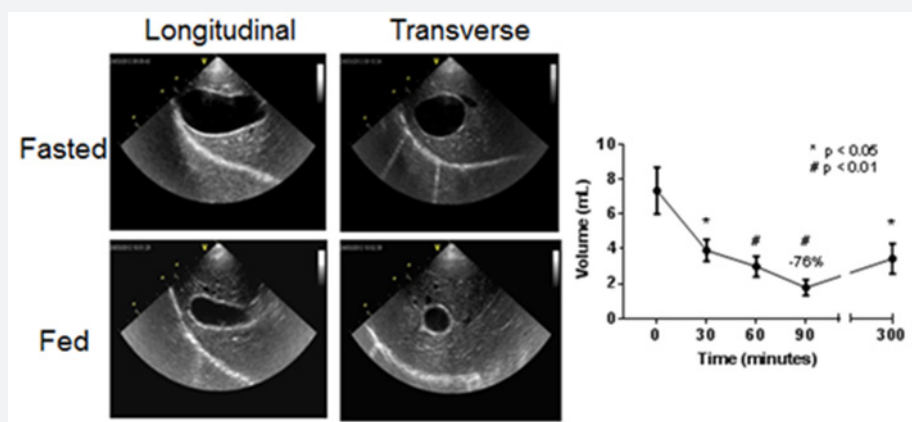 Longitudinal
Transverse
Fasted
Fed
10
8
6
4
2
0
Volume (mL)
* p < 0.05
# p < 0.01
*
#
#
-76%
*
0 30 60 90 300
Time (minutes)